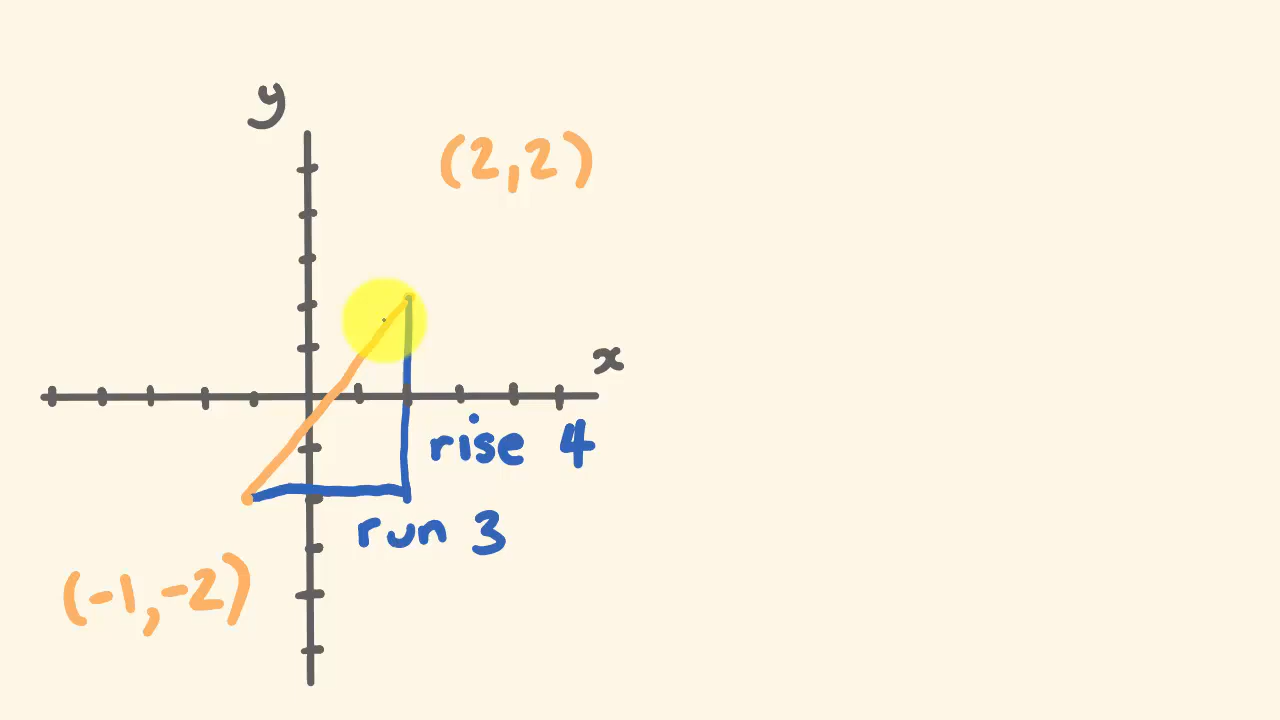 y
(2,2)
x
rise 4
run 3
(-1,-2)